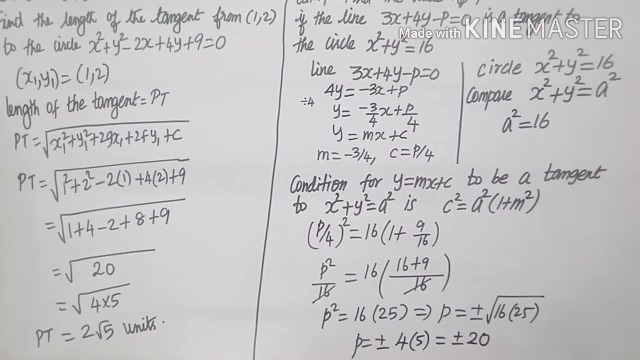 Find the length of the tangent from (1,2)
to the circle x²+y²-2x+4y+9=0
(x₁,y₁) = (1,2)
length of the tangent = PT
PT = √x₁²+y₁²+2gx₁+2fy₁+c
PT = √1²+2²-2(1)+4(2)+9
= √1+4-2+8+9
= √20
= √4×5
PT = 2√5 units.
if the line 3x+4y-P=0 is a tangent to
Made with KINEMASTER
the circle x²+y²=16
line 3x+4y-p=0
4y=-3x+p
÷4 y=-3/4 x+p/4
y=mx+c
m=-3/4, c=P/4
circle x²+y²=16
Compare x²+y²=a²
a²=16
Condition for y=mx+c to be a tangent
to x²+y²=a² is c²=a²(1+m²)
(P/4)²=16(1+9/16)
p²/16=16(16+9/16)
p²=16(25)⇒p=±√16(25)
p=±4(5)=±20